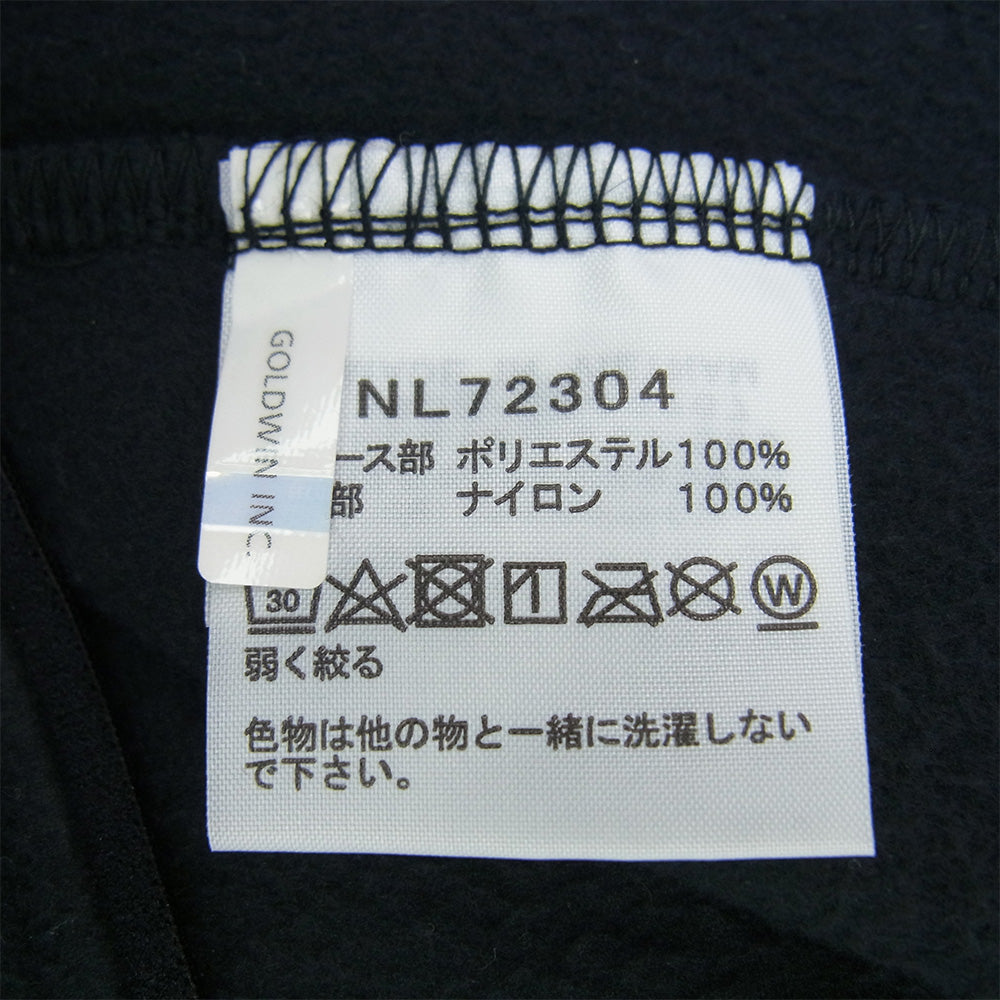 GOLDWIN INC.
NL72304
ース部 ポリエステル100%
部 ナイロン 100%
30 W
弱く絞る
色物は他の物と一緒に洗濯しない
で下さい。